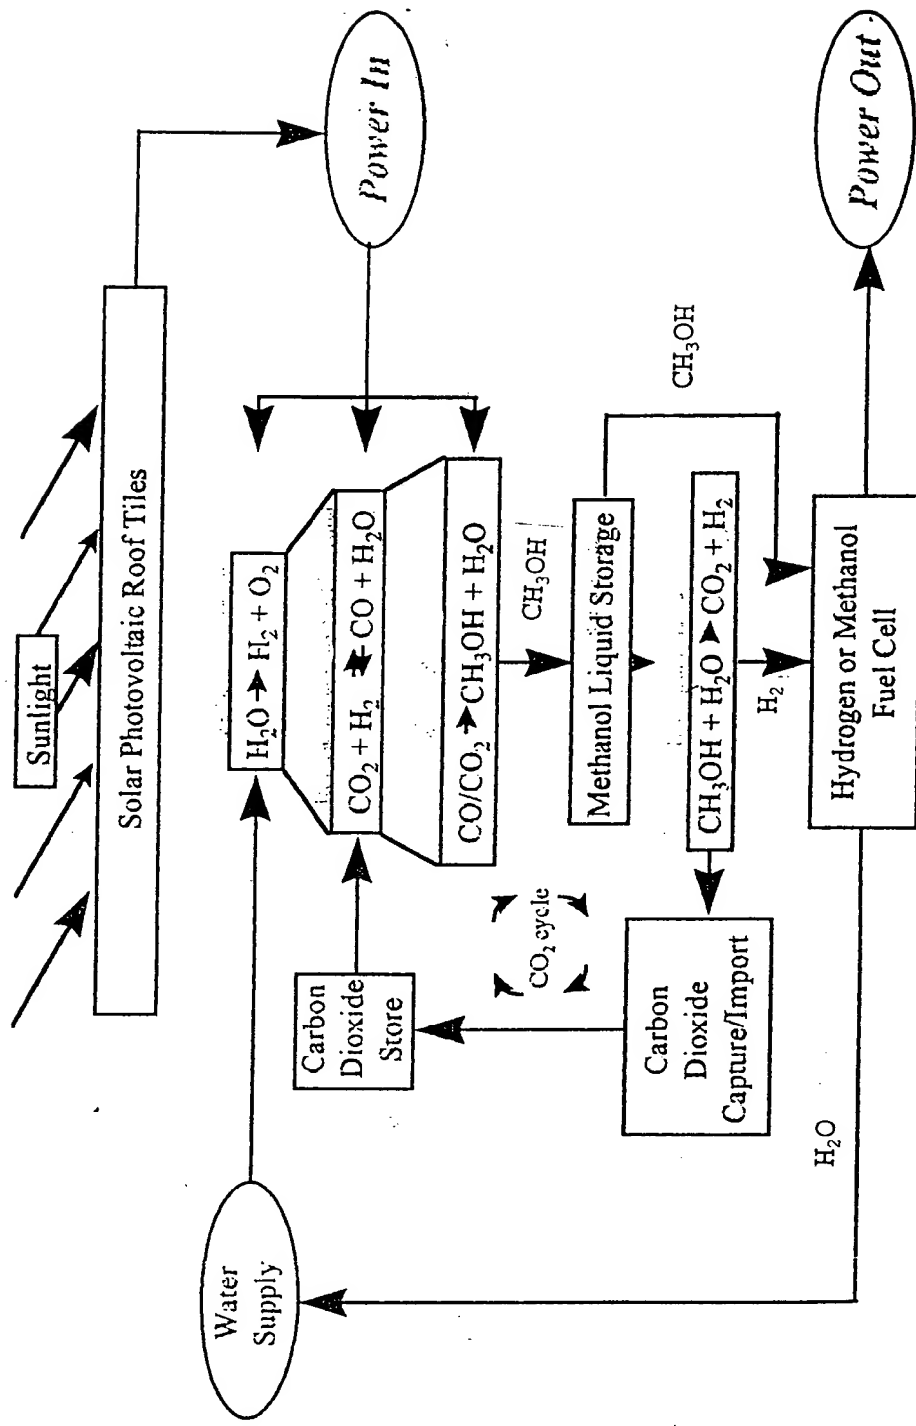 Sunlight
Solar Photovoltaic Roof Tiles
Power In
H₂O → H₂ + O₂
CO₂ + H₂ ⇌ CO + H₂O
CO/CO₂ → CH₃OH + H₂O
Water
Supply
Carbon
Dioxide
Store
CO₂ cycle
CH₃OH
Methanol Liquid Storage
CH₃OH
CH₃OH + H₂O ➤ CO₂ + H₂
H₂
Carbon
Dioxide
Capture/Import
H₂O
Hydrogen or Methanol
Fuel Cell
Power Out